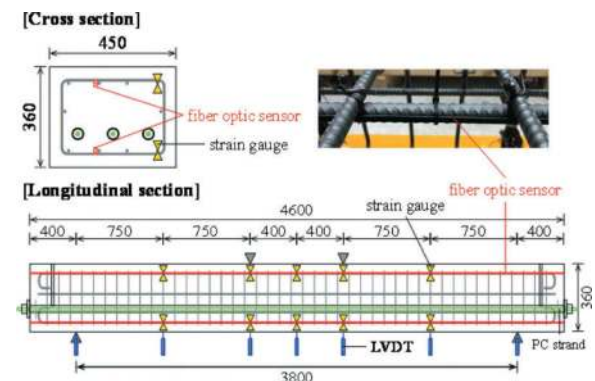 [Cross section]
450
360
fiber optic sensor
strain gauge
[Longitudinal section]
fiber optic sensor
strain gauge
4600
400 750 750 400 400 750 750 400
360
LVDT
PC strand
3800